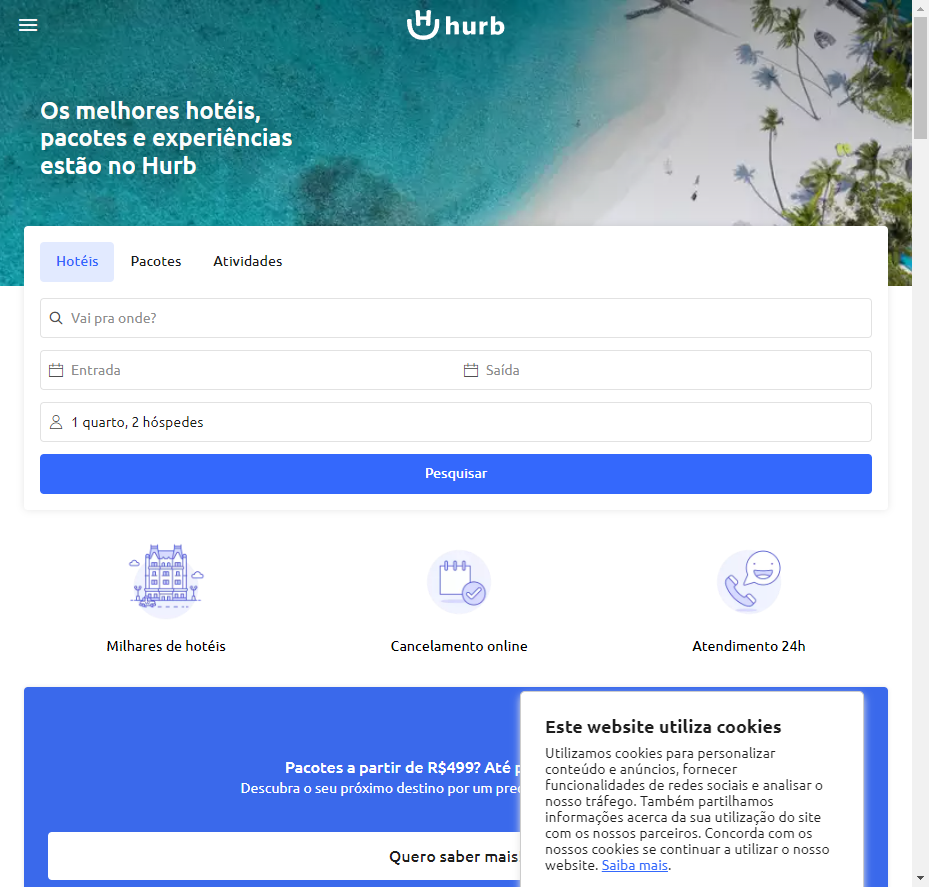 hurb
Os melhores hotéis,
pacotes e experiências
estão no Hurb
Hotéis
Pacotes
Atividades
Vai pra onde?
Entrada
Saída
1 quarto, 2 hóspedes
Pesquisar
Milhares de hotéis
Cancelamento online
Atendimento 24h
Pacotes a partir de R$499? Até
Descubra o seu próximo destino por um
Quero saber mais
Este website utiliza cookies
Utilizamos cookies para personalizar
conteúdo e anúncios, fornecer
funcionalidades de redes sociais e analisar o
nosso tráfego. Também partilhamos
informações acerca da sua utilização do site
com os nossos parceiros. Concorda com os
nossos cookies se continuar a utilizar o nosso
website. Saiba mais.